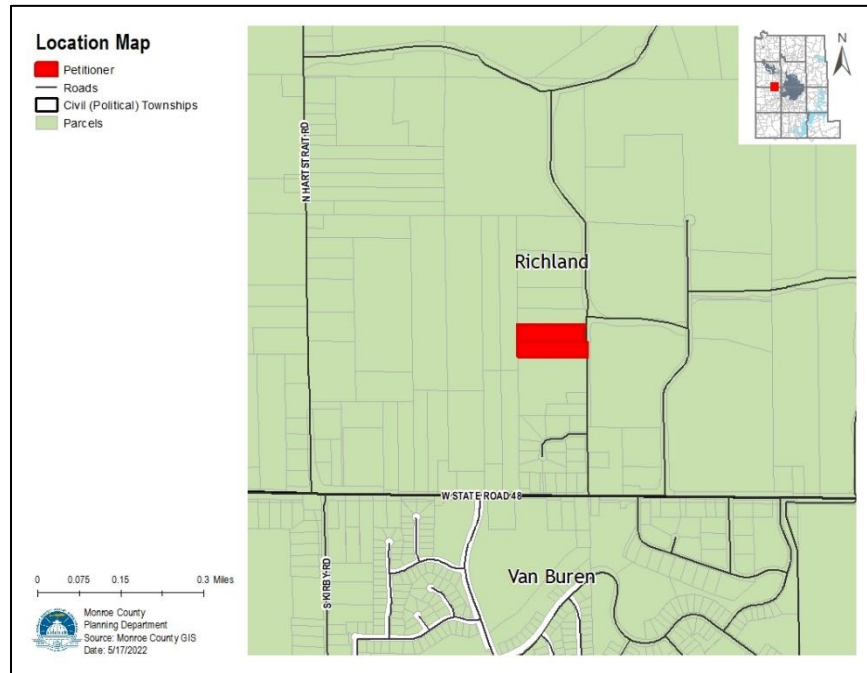 Location Map
Petitioner
Roads
Civil (Political) Townships
Parcels
N
N HARTSTRAIT RD
Richland
W STATE ROAD 48
Van Buren
S KIRBY RD
0 0.075 0.15 0.3 Miles
Monroe County
Planning Department
Source: Monroe County GIS
Date: 5/17/2022